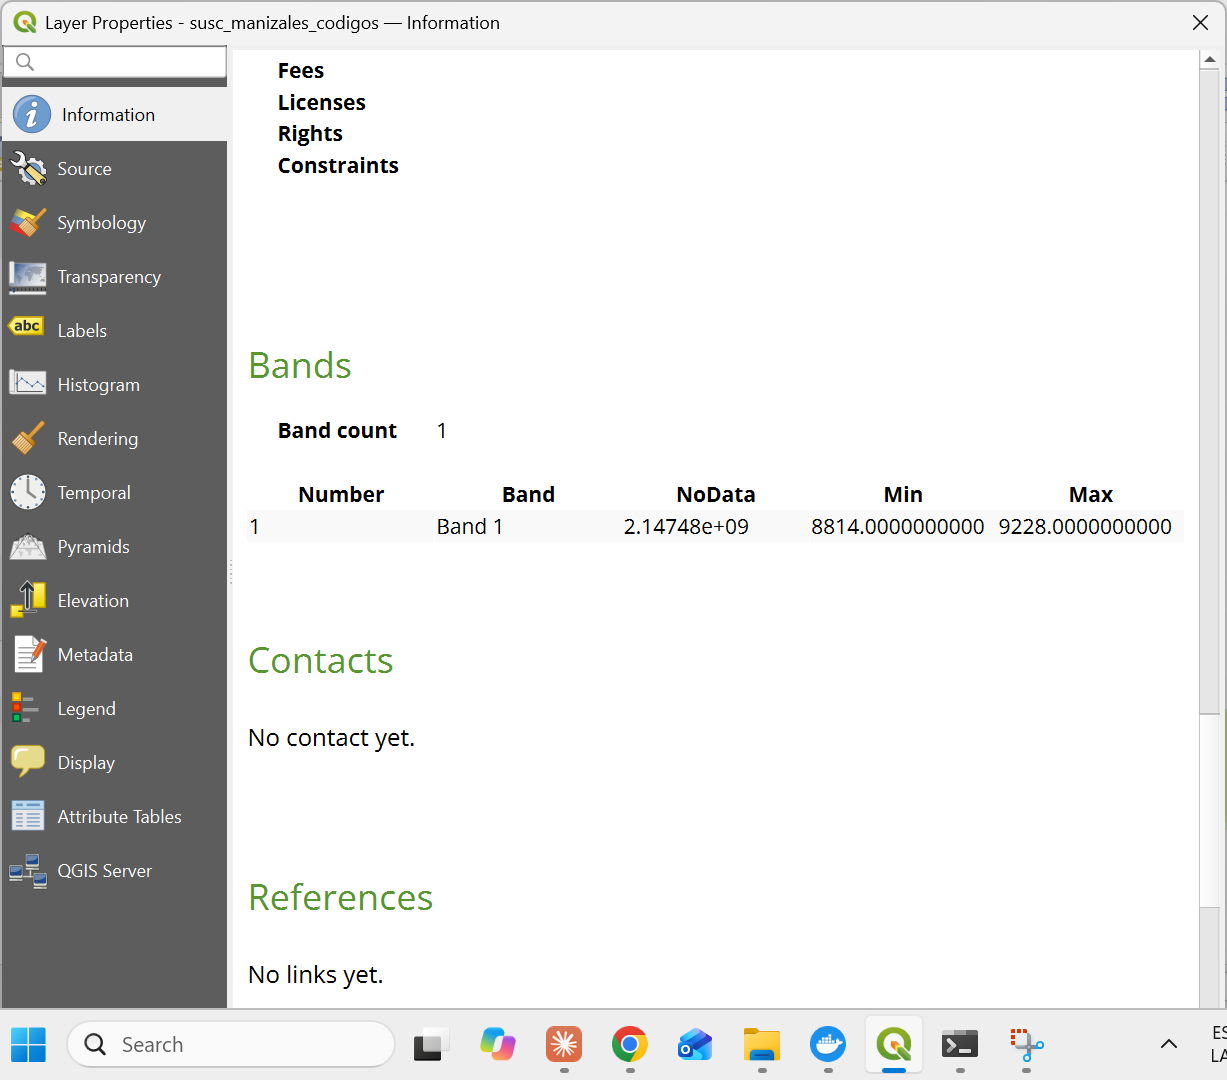 Layer Properties - susc_manizales_codigos — Information
Information
Source
Symbology
Transparency
abc Labels
Histogram
Rendering
Temporal
Pyramids
Elevation
Metadata
Legend
Display
Attribute Tables
QGIS Server
Fees
Licenses
Rights
Constraints
Bands
Band count 1
Number Band NoData Min Max
1 Band 1 2.14748e+09 8814.0000000000 9228.0000000000
Contacts
No contact yet.
References
No links yet.
Search
ES
LA